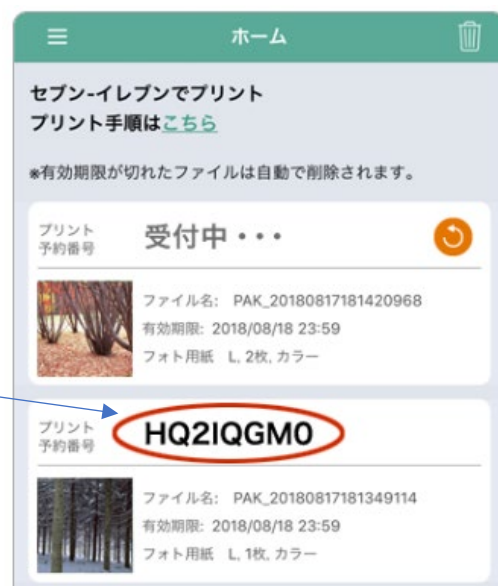 ホーム
セブン-イレブンでプリント
プリント手順はこちら
*有効期限が切れたファイルは自動で削除されます。
プリント
予約番号
受付中・・・
ファイル名: PAK_20180817181420968
有効期限: 2018/08/18 23:59
フォト用紙 L, 2枚, カラー
プリント
予約番号
HQ2IQGM0
ファイル名: PAK_20180817181349114
有効期限: 2018/08/18 23:59
フォト用紙 L, 1枚, カラー